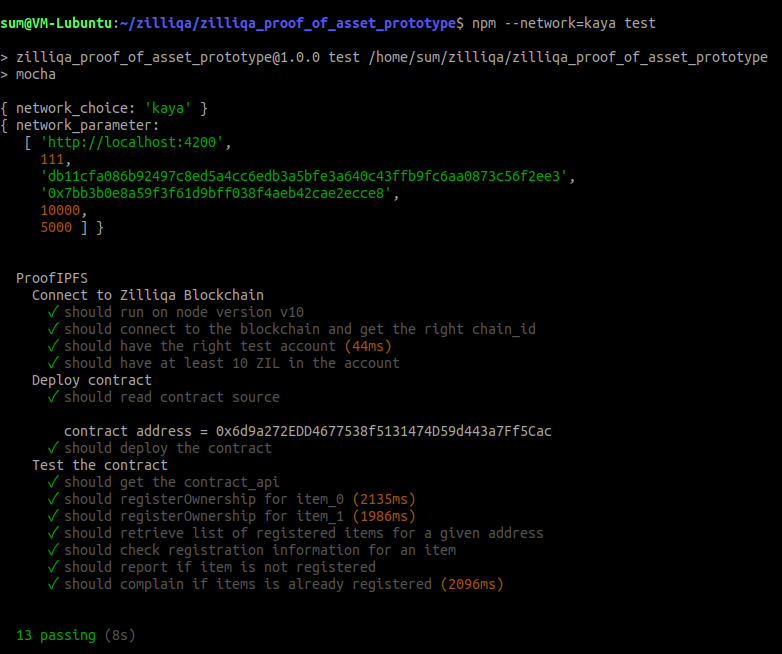 sum@VM-Lubuntu:~/zilliqa/zilliqa_proof_of_asset_prototype$ npm --network=kaya test
> zilliqa_proof_of_asset_prototype@1.0.0 test /home/sum/zilliqa/zilliqa_proof_of_asset_prototype
> mocha
{ network_choice: 'kaya' }
{ network_parameter:
[ 'http://localhost:4200',
111,
'db11cfa086b92497c8ed5a4cc6edb3a5bfe3a640c43ffb9fc6aa0873c56f2ee3',
'0x7bb3b0e8a59f3f61d9bff038f4aeb42cae2ecce8',
10000,
5000 ] }
ProofIPFS
Connect to Zilliqa Blockchain
✓ should run on node version v10
✓ should connect to the blockchain and get the right chain_id
✓ should have the right test account (44ms)
✓ should have at least 10 ZIL in the account
Deploy contract
✓ should read contract source
contract address = 0x6d9a272EDD4677538f5131474D59d443a7Ff5Cac
✓ should deploy the contract
Test the contract
✓ should get the contract_api
✓ should registerOwnership for item_0 (2135ms)
✓ should registerOwnership for item_1 (1986ms)
✓ should retrieve list of registered items for a given address
✓ should check registration information for an item
✓ should report if item is not registered
✓ should complain if items is already registered (2096ms)
13 passing (8s)